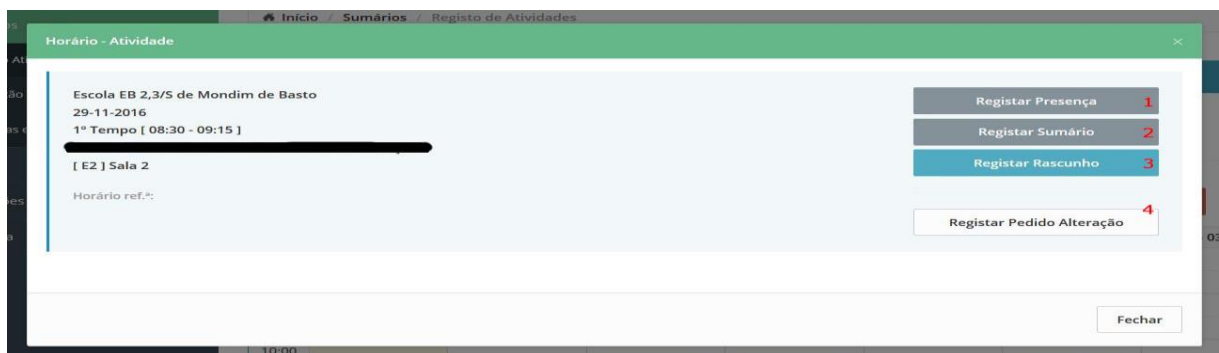 Início / Sumários / Registo de Atividades
Horário - Atividade ×
Escola EB 2,3/S de Mondim de Basto
29-11-2016
1º Tempo [ 08:30 - 09:15 ]
[ E2 ] Sala 2
Horário ref.ª:
Registar Presença 1
Registar Sumário 2
Registar Rascunho 3
4
Registar Pedido Alteração
Fechar
10:00